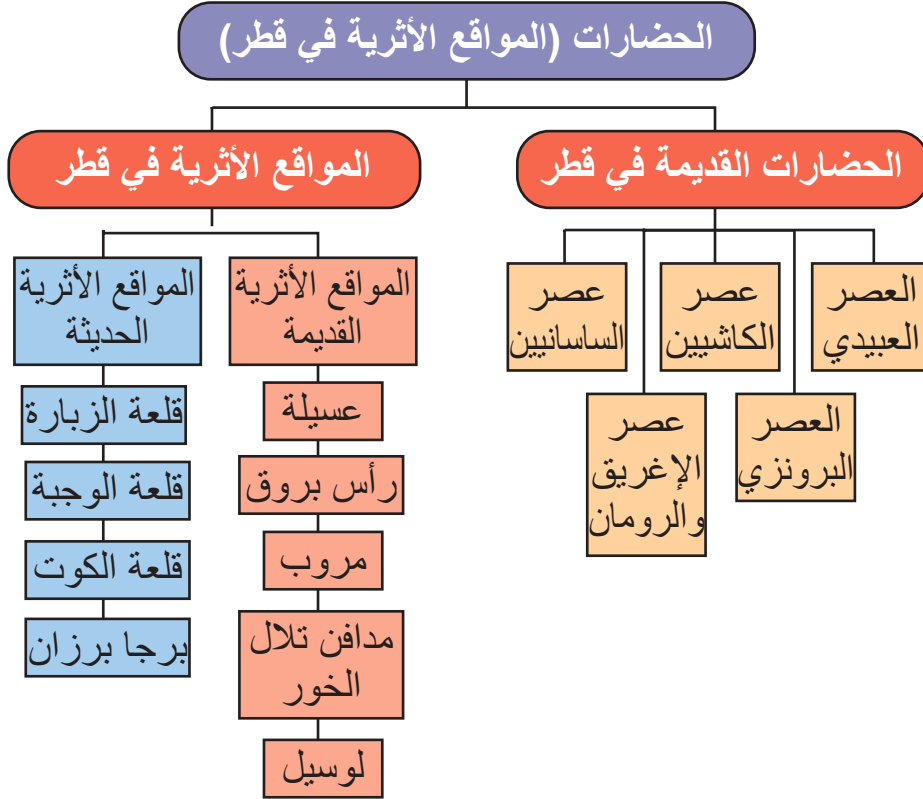 الحضارات (المواقع الأثرية في قطر)
الحضارات القديمة في قطر
العصر
العبيدي
العصر
البرونزي
عصر
الكاشيين
عصر
الإغريق
والرومان
عصر
الساسانيين
المواقع الأثرية في قطر
المواقع الأثرية
القديمة
عسيلة
رأس بروق
مروب
مدافن تلال
الخور
لوسيل
المواقع الأثرية
الحديثة
قلعة الزبارة
قلعة الوجبة
قلعة الكوت
برجا برزان